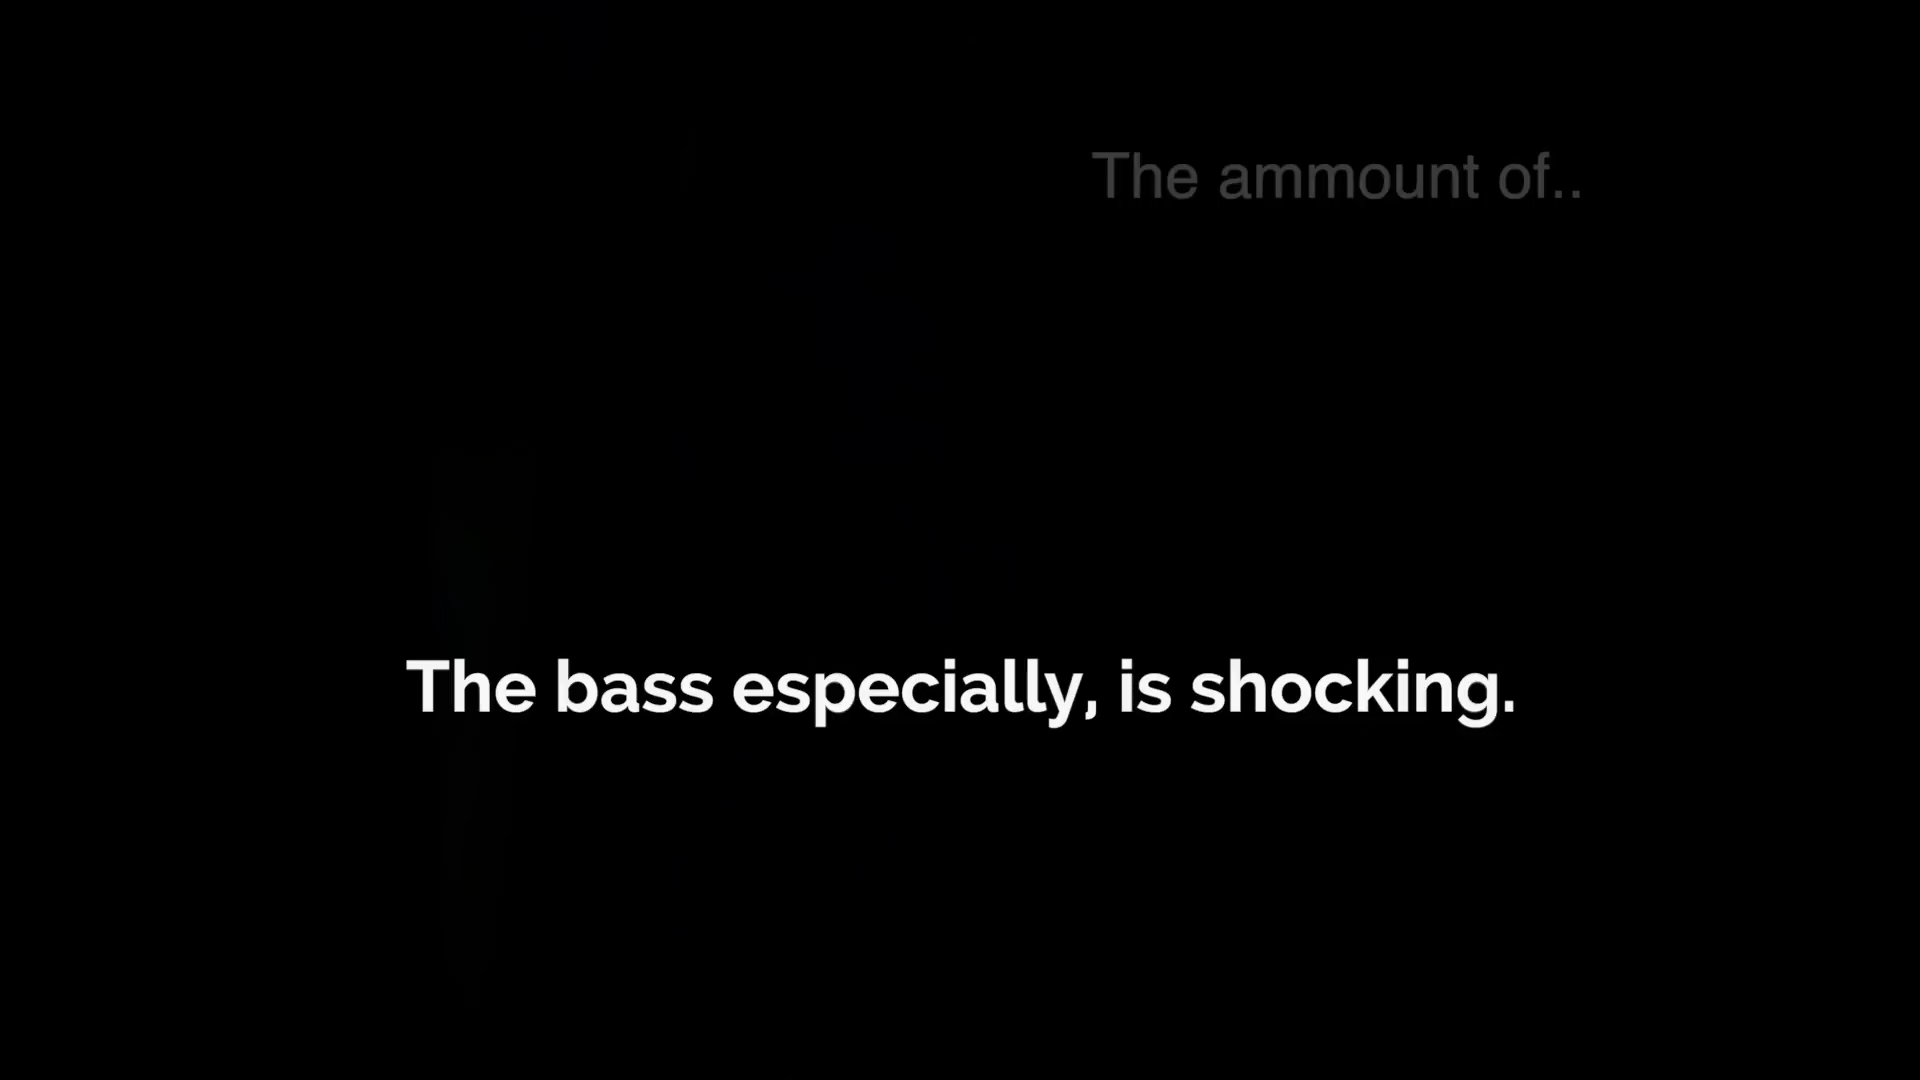 The ammount of..
The bass especially, is shocking.